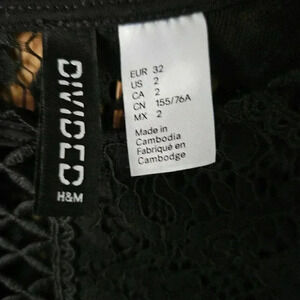 DIVIDED
H&M
EUR 32
US 2
CA 2
CN 155/76A
MX 2
Made in
Cambodia
Fabriqué en
Cambodge